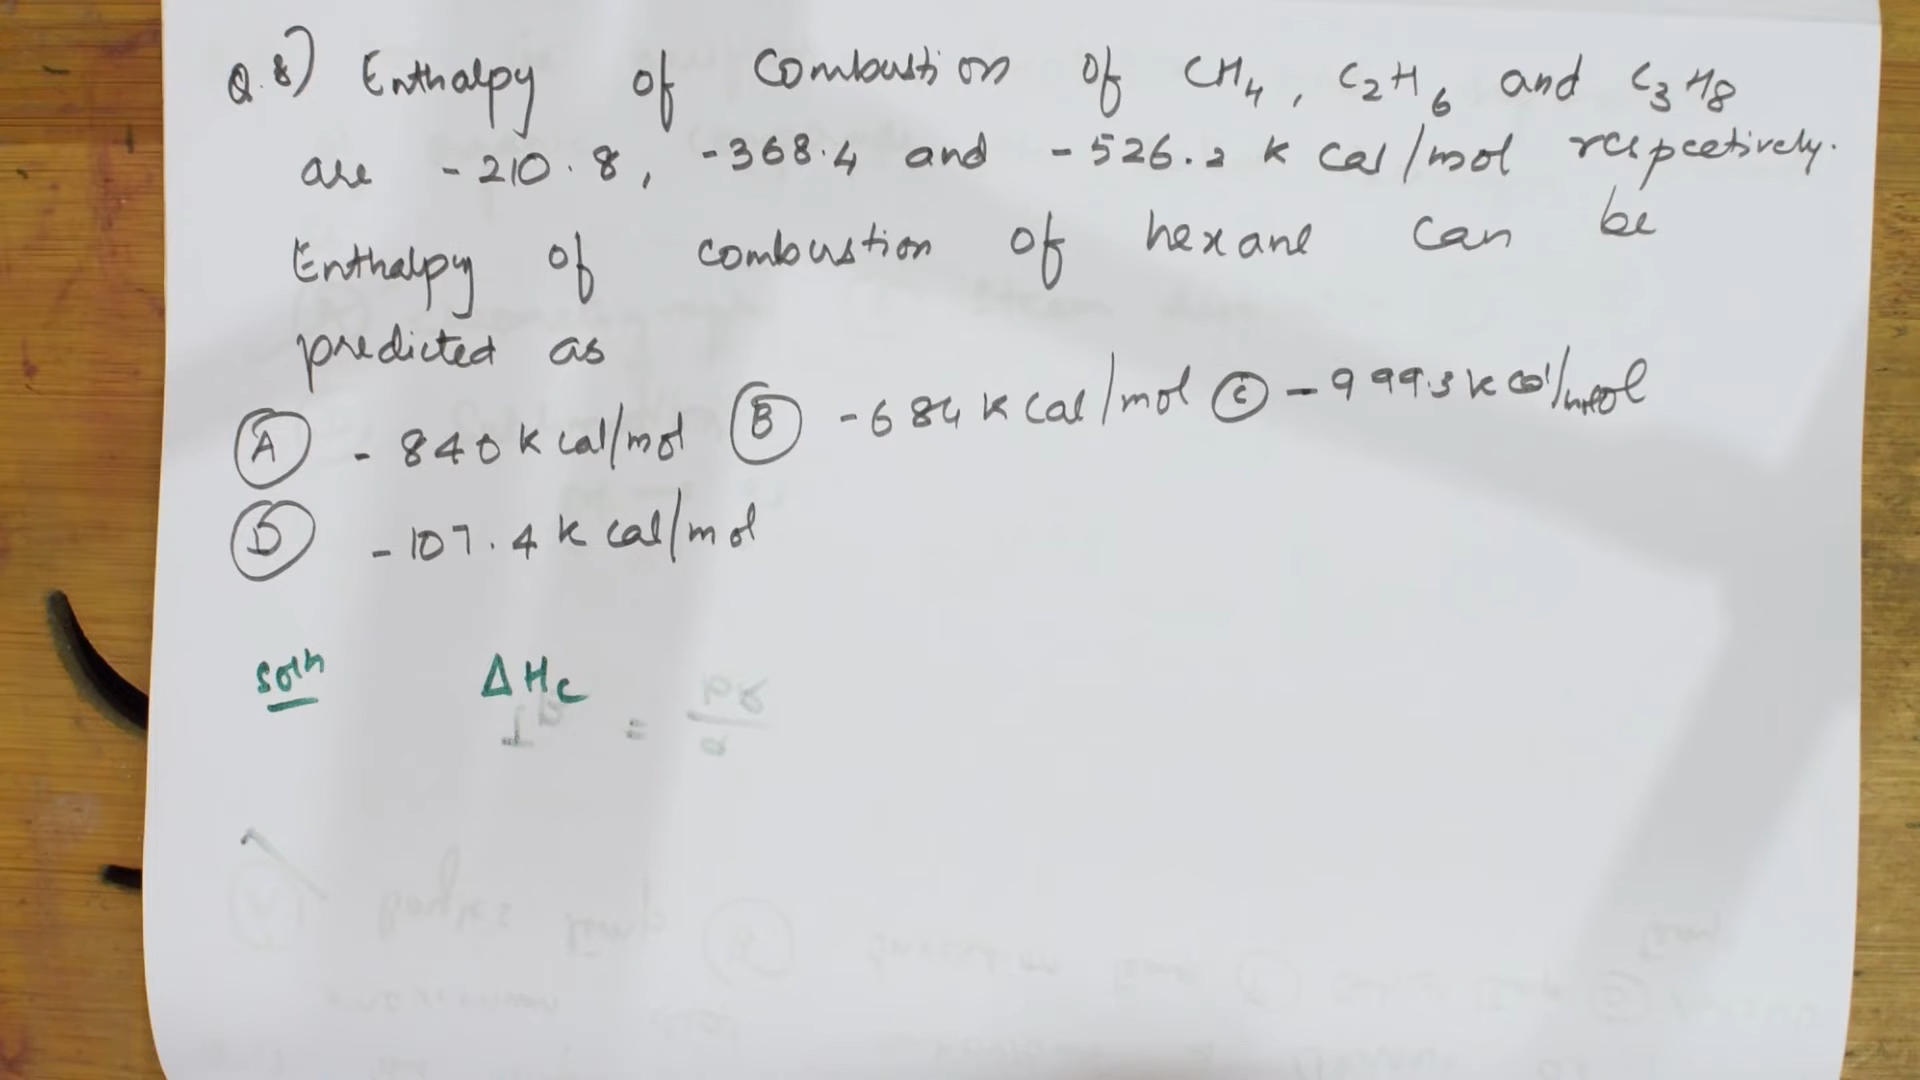 Q.8) Enthalpy of combustion of CH4, C2H6 and C3H8
are -210.8, -368.4 and -526.2 k cal/mol respectively.
Enthalpy of combustion of hexane can be
predicted as
(A) - 840 k cal/mol (B) -684 k cal/mol (C) -999.3 k cal/mol
(D) -107.4 k cal/mol
Soln ΔHc